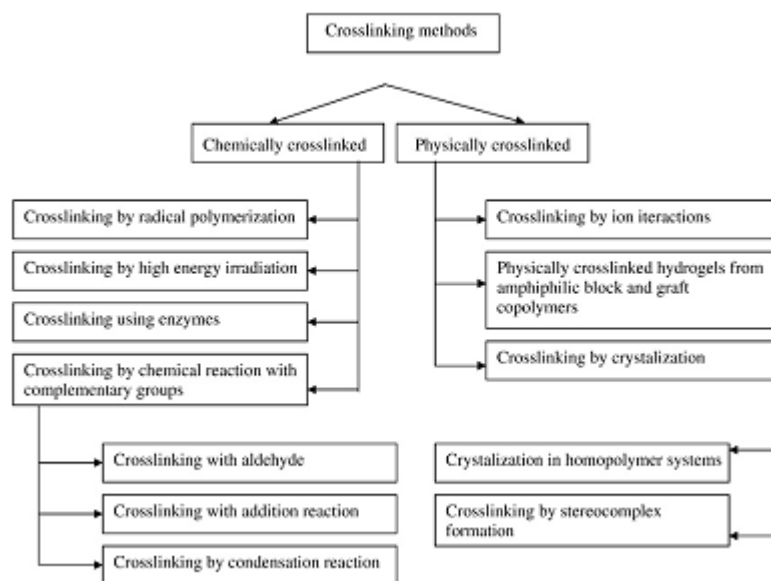 Crosslinking methods
Chemically crosslinked
Physically crosslinked
Crosslinking by radical polymerization
Crosslinking by high energy irradiation
Crosslinking using enzymes
Crosslinking by chemical reaction with
complementary groups
Crosslinking with aldehyde
Crosslinking with addition reaction
Crosslinking by condensation reaction
Crosslinking by ion iteractions
Physically crosslinked hydrogels from
amphiphilic block and graft
copolymers
Crosslinking by crystalization
Crystalization in homopolymer systems
Crosslinking by stereocomplex
formation